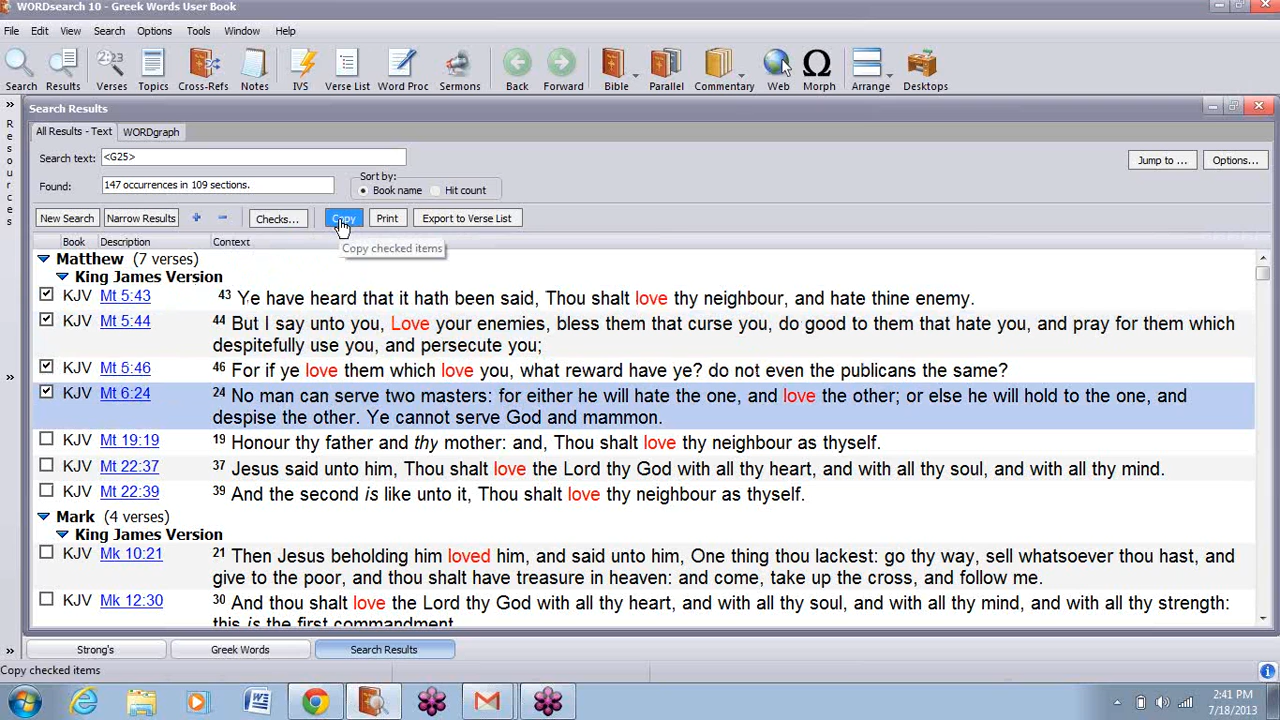 WORDsearch 10 - Greek Words User Book
File Edit View Search Options Tools Window Help
Search Results Verses Topics Cross-Refs Notes IVS Verse List Word Proc Sermons Back Forward Bible Parallel Commentary Web Morph Arrange Desktops
»
Resources
»
»
Search Results
All Results - Text WORDgraph
Search text: <G25> Jump to ... Options...
Found: 147 occurrences in 109 sections. Sort by: Book name Hit count
New Search Narrow Results + - Checks... Copy Print Export to Verse List
Copy checked items
Book Description Context
Matthew (7 verses)
King James Version
KJV Mt 5:43 43 Ye have heard that it hath been said, Thou shalt love thy neighbour, and hate thine enemy.
KJV Mt 5:44 44 But I say unto you, Love your enemies, bless them that curse you, do good to them that hate you, and pray for them which
despitefully use you, and persecute you;
KJV Mt 5:46 46 For if ye love them which love you, what reward have ye? do not even the publicans the same?
KJV Mt 6:24 24 No man can serve two masters: for either he will hate the one, and love the other; or else he will hold to the one, and
despise the other. Ye cannot serve God and mammon.
KJV Mt 19:19 19 Honour thy father and thy mother: and, Thou shalt love thy neighbour as thyself.
KJV Mt 22:37 37 Jesus said unto him, Thou shalt love the Lord thy God with all thy heart, and with all thy soul, and with all thy mind.
KJV Mt 22:39 39 And the second is like unto it, Thou shalt love thy neighbour as thyself.
Mark (4 verses)
King James Version
KJV Mk 10:21 21 Then Jesus beholding him loved him, and said unto him, One thing thou lackest: go thy way, sell whatsoever thou hast, and
give to the poor, and thou shalt have treasure in heaven: and come, take up the cross, and follow me.
KJV Mk 12:30 30 And thou shalt love the Lord thy God with all thy heart, and with all thy soul, and with all thy mind, and with all thy strength:
this is the first commandment.
Strong's Greek Words Search Results
Copy checked items
2:41 PM
7/18/2013